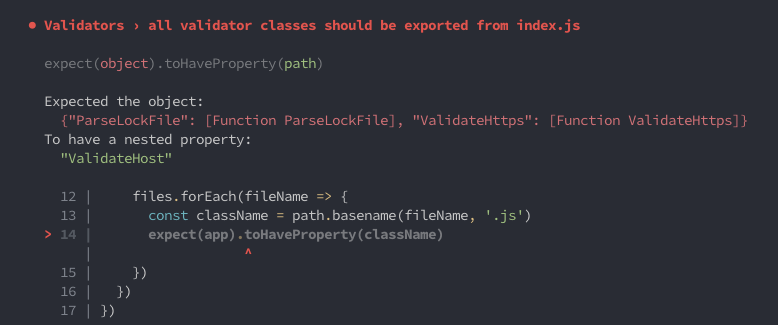 ● Validators › all validator classes should be exported from index.js
expect(object).toHaveProperty(path)
Expected the object:
{"ParseLockFile": [Function ParseLockFile], "ValidateHttps": [Function ValidateHttps]}
To have a nested property:
"ValidateHost"
12 |     files.forEach(fileName => {
13 |       const className = path.basename(fileName, '.js')
> 14 |       expect(app).toHaveProperty(className)
|                   ^
15 |     })
16 |   })
17 | })